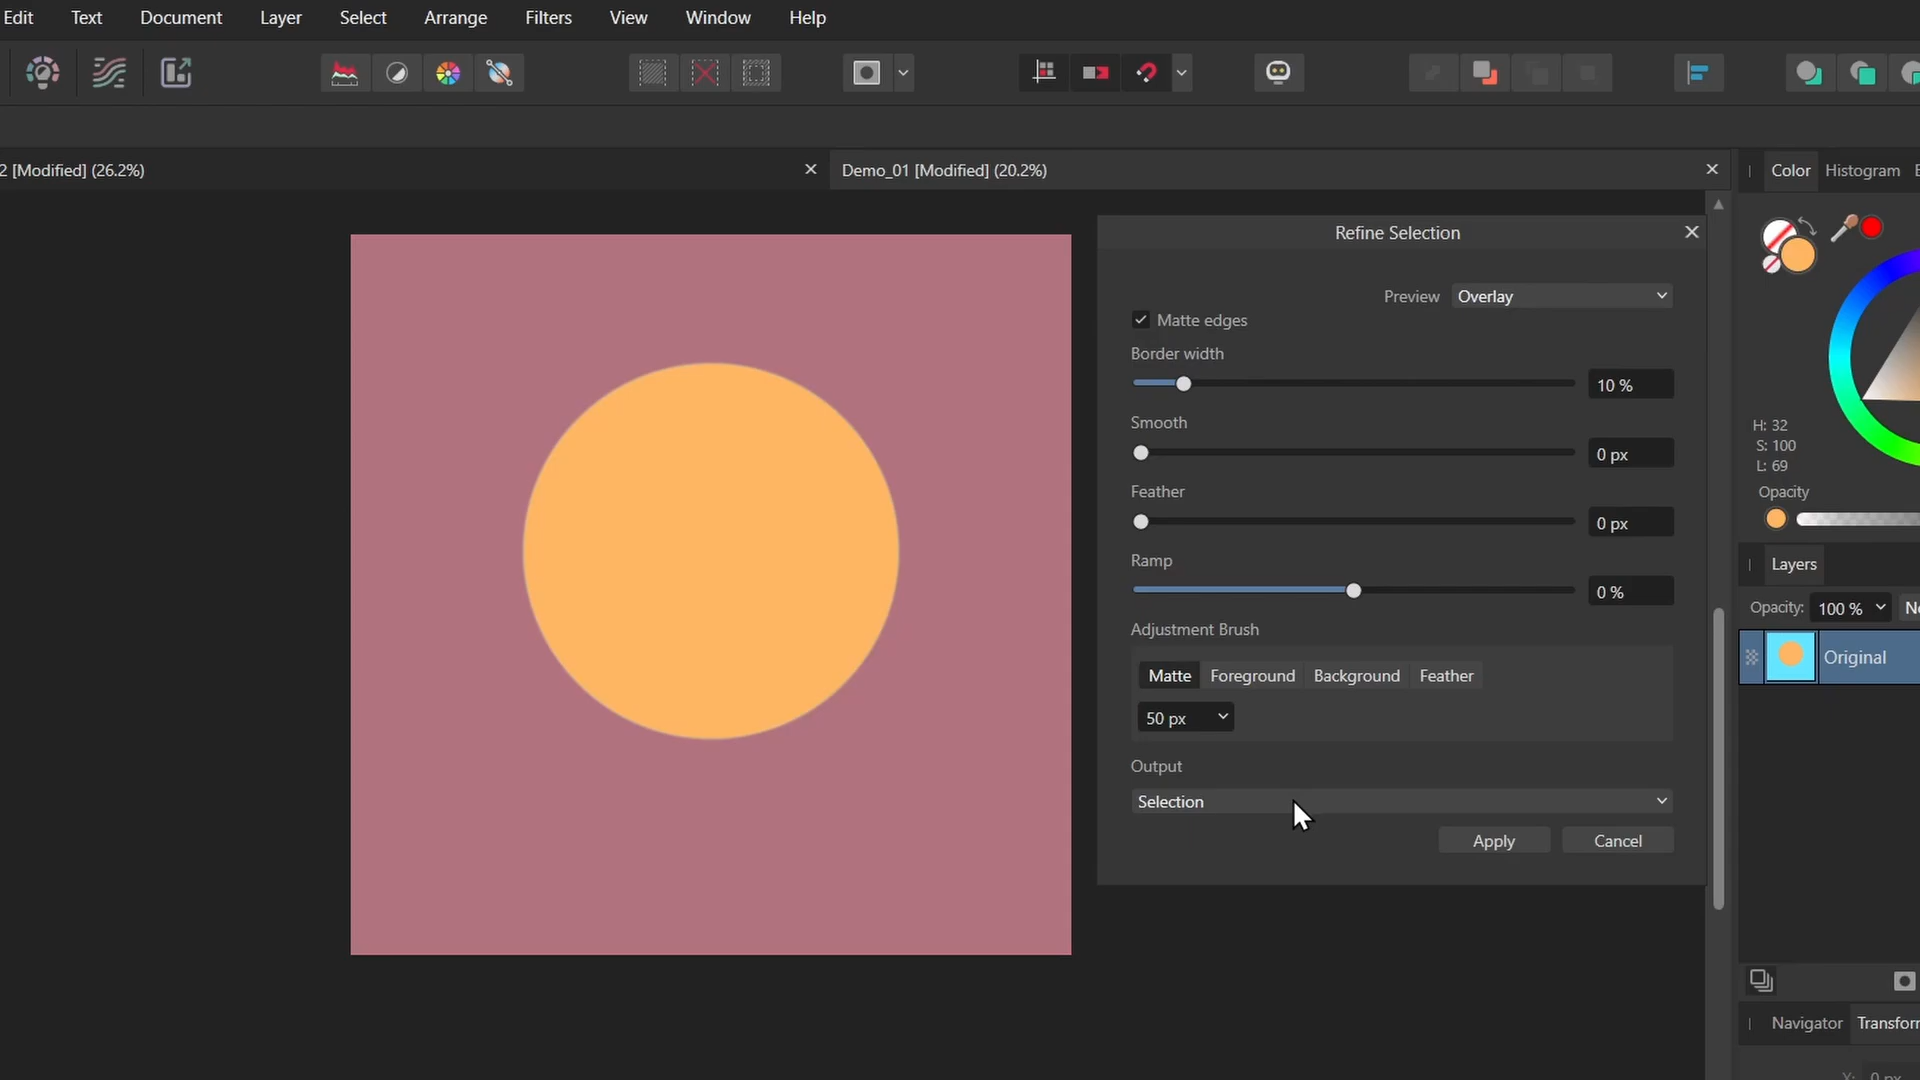 Edit Text Document Layer Select Arrange Filters View Window Help
2 [Modified] (26.2%)
Demo_01 [Modified] (20.2%)
Color Histogram
Refine Selection
Preview Overlay
Matte edges
Border width
10 %
Smooth
0 px
Feather
0 px
Ramp
0 %
Adjustment Brush
Matte Foreground Background Feather
50 px
Output
Selection
Apply Cancel
H: 32
S: 100
L: 69
Opacity
Layers
Opacity: 100 %
Original
Navigator Transform